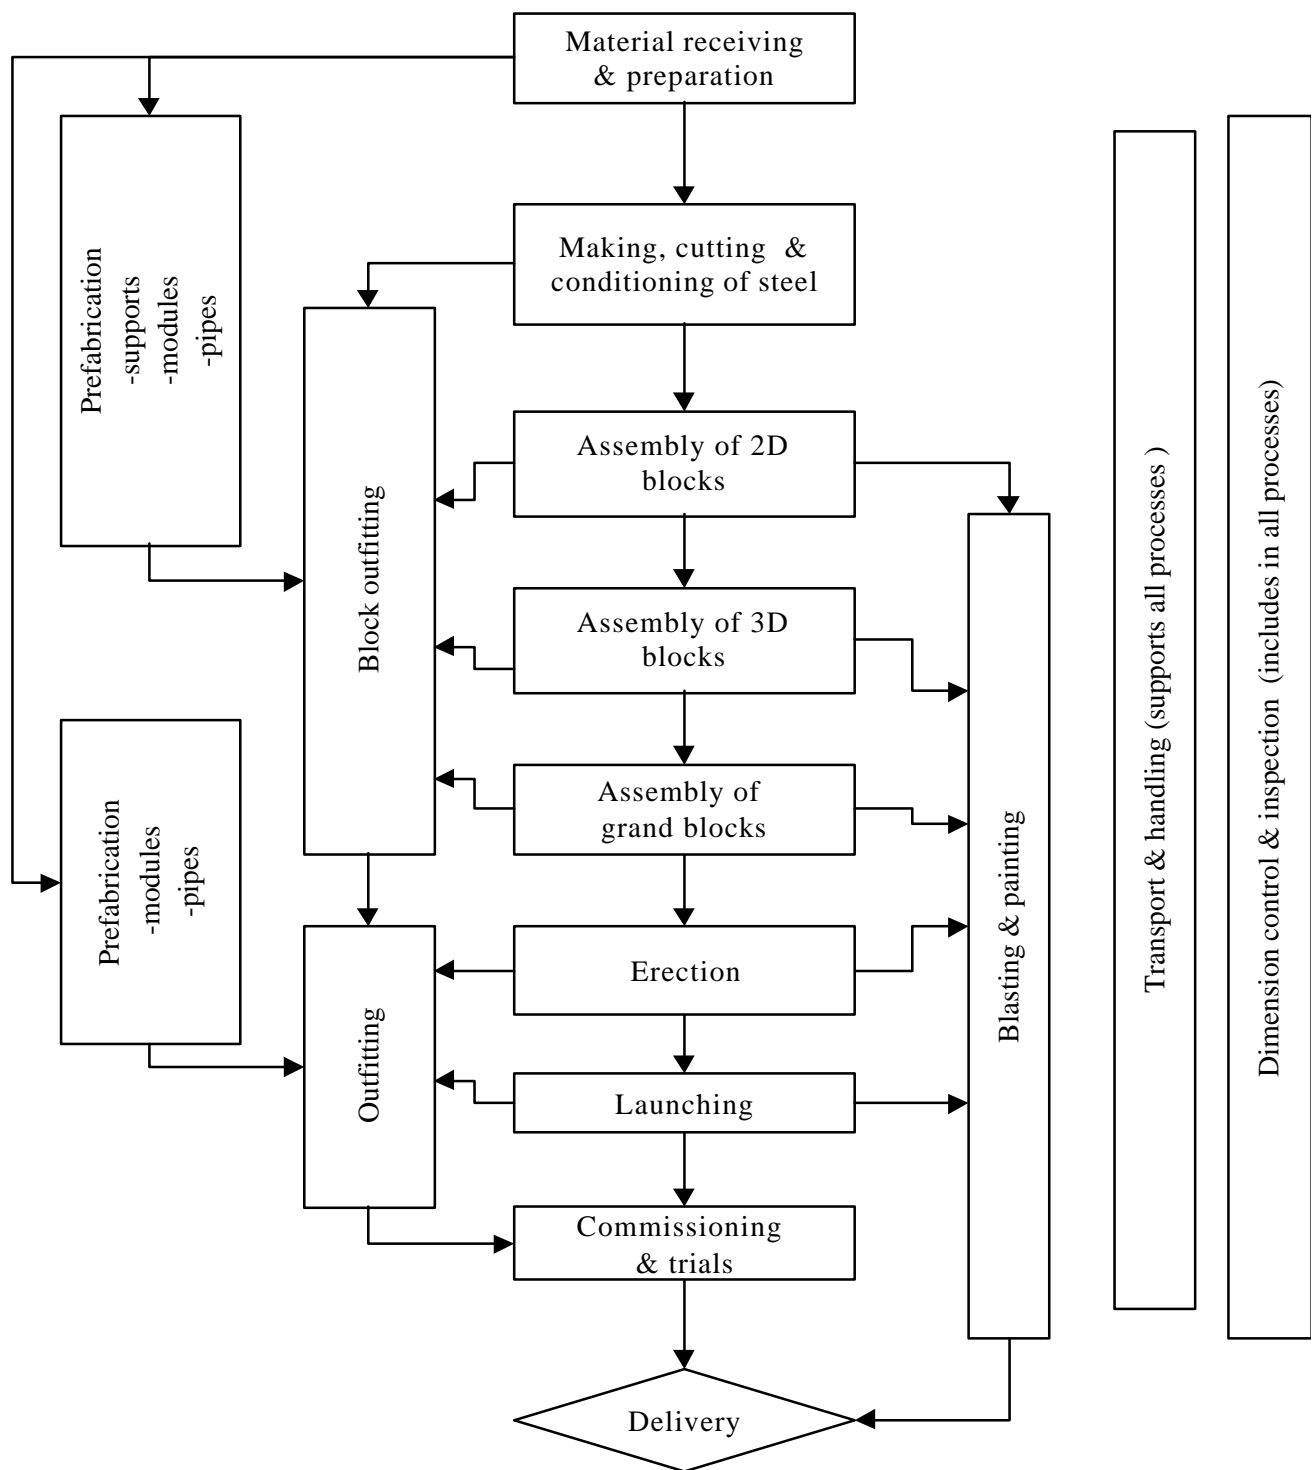 Material receiving
& preparation
Making, cutting &
conditioning of steel
Prefabrication
-supports
-modules
-pipes
Block outfitting
Assembly of 2D
blocks
Assembly of 3D
blocks
Assembly of
grand blocks
Prefabrication
-modules
-pipes
Outfitting
Erection
Launching
Commissioning
& trials
Delivery
Blasting & painting
Transport & handling (supports all processes )
Dimension control & inspection (includes in all processes)